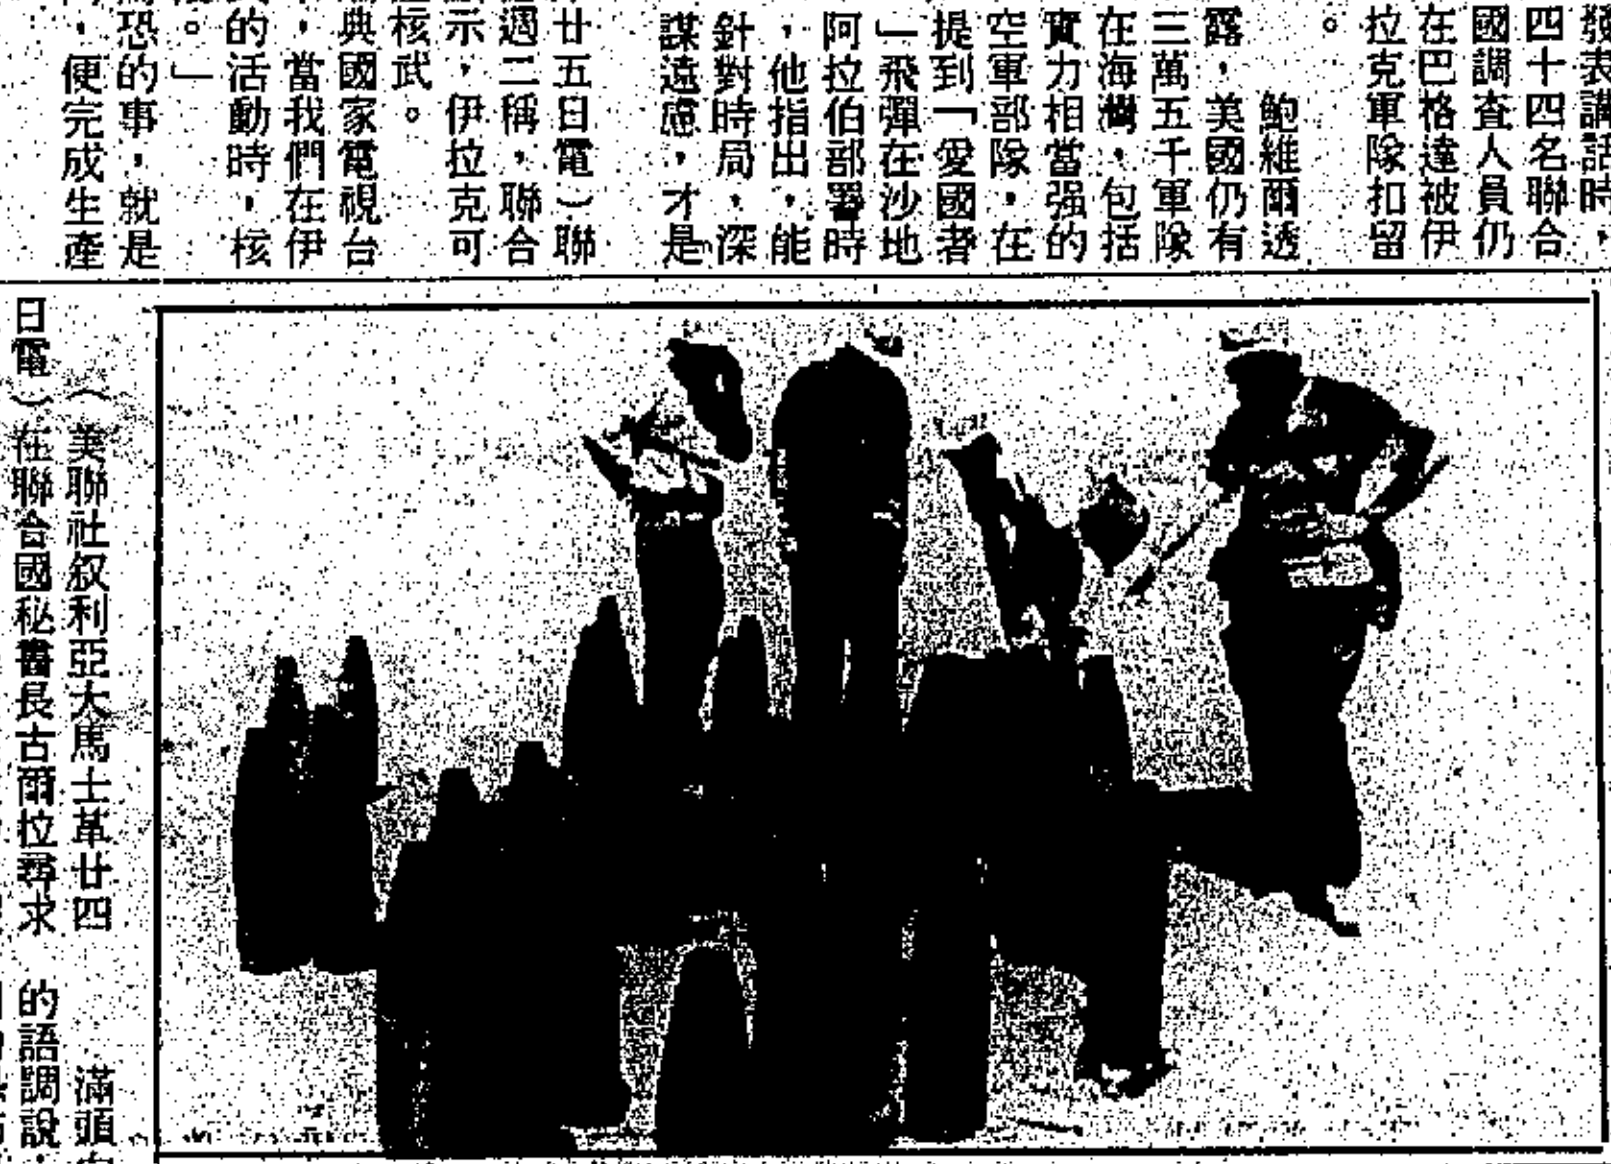 發表講話時，
四十四名聯合
國調查人員仍
在巴格達被伊
拉克軍隊扣留
。
鮑維爾透
露，美國仍有
三萬五千軍隊
在海灣，包括
實力相當强的
空軍部隊，在
提到「愛國者
」飛彈在沙地
阿拉伯部署時
，他指出，能
針對時局，深
謀遠慮，才是
廿五日電）聯
週二稱，聯合
示，伊拉克可
核武。
典國家電視台
，當我們在伊
的活動時，核
。」
恐的事，就是
，便完成生產
（美聯社叙利亞大馬士革廿四
日電）在聯合國秘書長古爾拉尋求
滿頭
的語調說